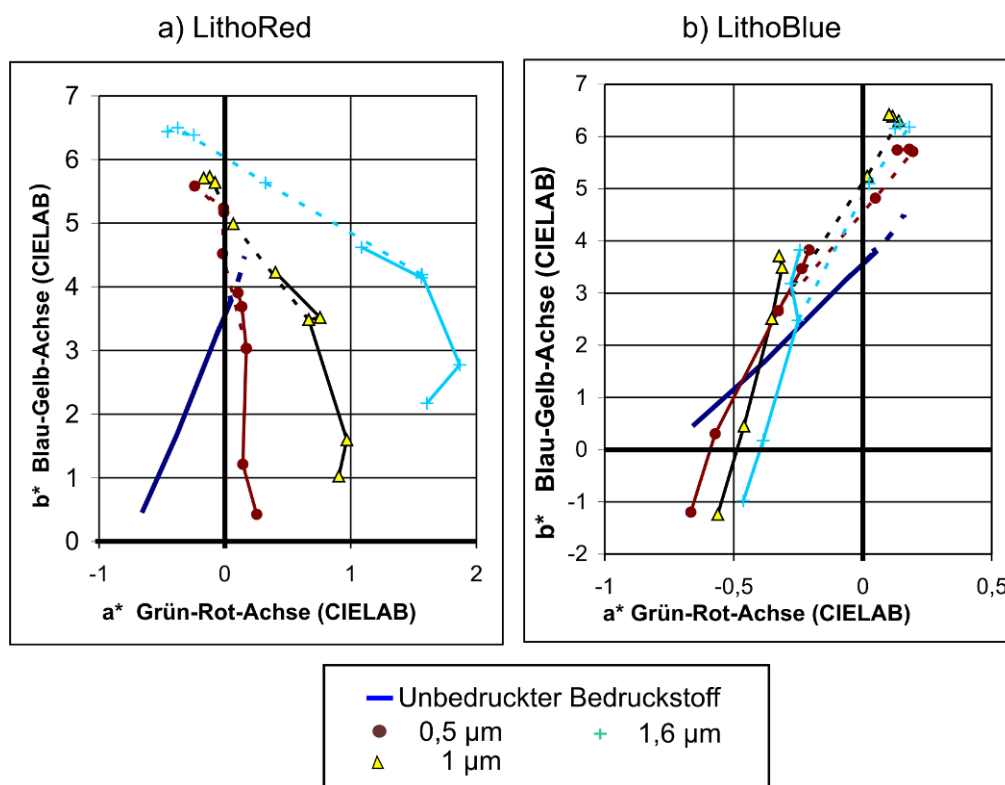 a) LithoRed
b) LithoBlue
7
6
5
4
3
2
1
0
-1
0
1
2
b* Blau-Gelb-Achse (CIELAB)
a* Grün-Rot-Achse (CIELAB)
7
6
5
4
3
2
1
0
-1
-2
-1
-0,5
0
0,5
b* Blau-Gelb-Achse (CIELAB)
a* Grün-Rot-Achse (CIELAB)
Unbedruckter Bedruckstoff
0,5 µm
1,6 µm
1 µm